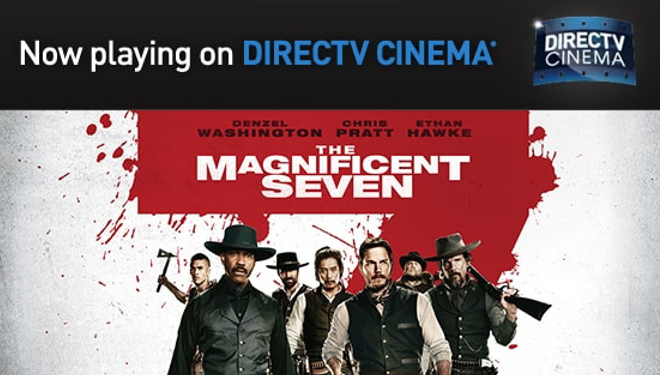 Now playing on DIRECTV CINEMA®
DIRECTV
CINEMA
DENZEL CHRIS ETHAN
WASHINGTON PRATT HAWKE
THE
MAGNIFICENT
SEVEN